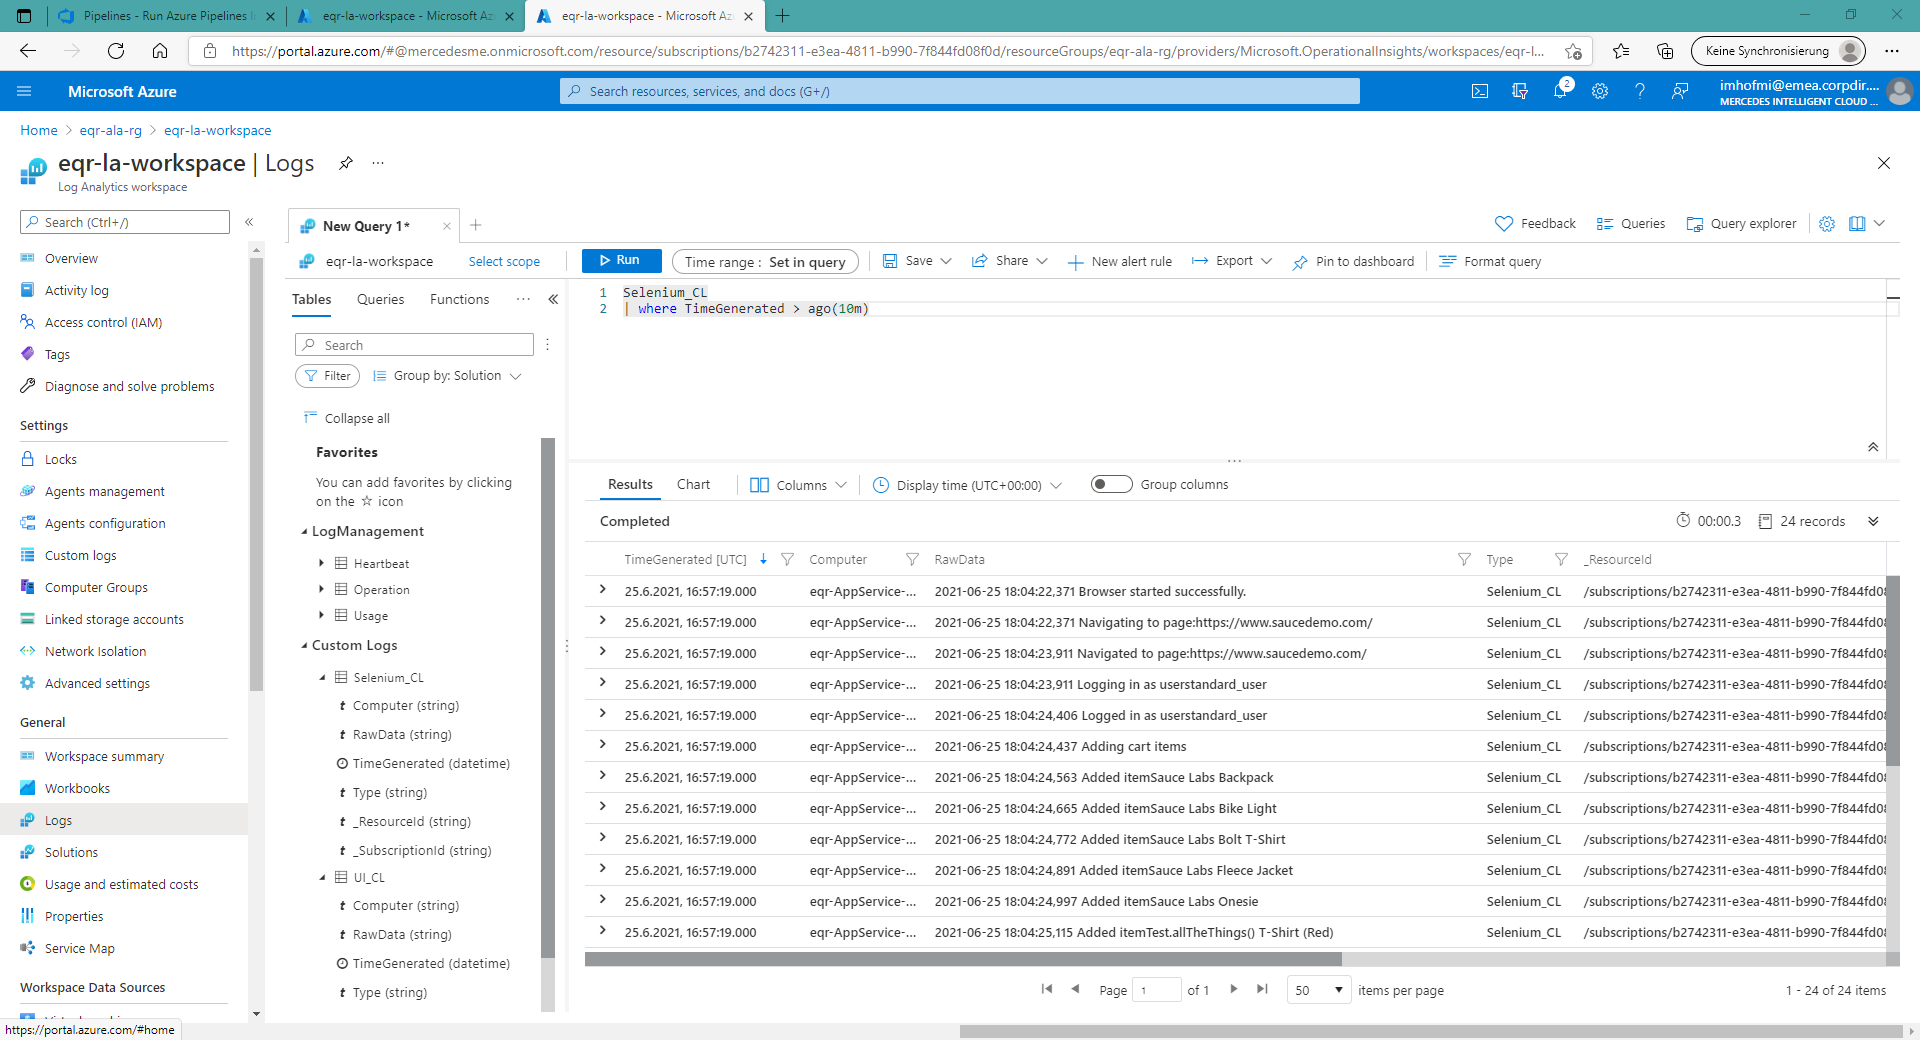 Pipelines - Run Azure Pipelines
eqr-la-workspace - Microsoft Az
eqr-la-workspace - Microsoft Az
https://portal.azure.com/#@mercedesme.onmicrosoft.com/resource/subscriptions/b2742311-e3ea-4811-b990-7f844fd08f0d/resourceGroups/eqr-ala-rg/providers/Microsoft.OperationalInsights/workspaces/eqr-l...
Keine Synchronisierung
Microsoft Azure
Search resources, services, and docs (G+/)
2
imhofmi@emea.corpdir....
MERCEDES INTELLIGENT CLOUD ...
Home > eqr-ala-rg > eqr-la-workspace
eqr-la-workspace | Logs
Log Analytics workspace
Search (Ctrl+/)
Overview
Activity log
Access control (IAM)
Tags
Diagnose and solve problems
Settings
Locks
Agents management
Agents configuration
Custom logs
Computer Groups
Linked storage accounts
Network Isolation
Advanced settings
General
Workspace summary
Workbooks
Logs
Solutions
Usage and estimated costs
Properties
Service Map
Workspace Data Sources
https://portal.azure.com/#home
New Query 1*
Feedback
Queries
Query explorer
eqr-la-workspace
Select scope
Run
Time range : Set in query
Save
Share
New alert rule
Export
Pin to dashboard
Format query
Tables
Queries
Functions
Search
Filter
Group by: Solution
Collapse all
Favorites
You can add favorites by clicking
on the ☆ icon
LogManagement
Heartbeat
Operation
Usage
Custom Logs
Selenium_CL
t Computer (string)
t RawData (string)
TimeGenerated (datetime)
t Type (string)
t _ResourceId (string)
t _SubscriptionId (string)
UI_CL
t Computer (string)
t RawData (string)
TimeGenerated (datetime)
t Type (string)
1 Selenium_CL
2 | where TimeGenerated > ago(10m)
Results
Chart
Columns
Display time (UTC+00:00)
Group columns
Completed
00:00.3
24 records
TimeGenerated [UTC] Computer RawData Type _ResourceId
25.6.2021, 16:57:19.000 eqr-AppService-... 2021-06-25 18:04:22,371 Browser started successfully. Selenium_CL /subscriptions/b2742311-e3ea-4811-b990-7f844fd08
25.6.2021, 16:57:19.000 eqr-AppService-... 2021-06-25 18:04:22,371 Navigating to page:https://www.saucedemo.com/ Selenium_CL /subscriptions/b2742311-e3ea-4811-b990-7f844fd08
25.6.2021, 16:57:19.000 eqr-AppService-... 2021-06-25 18:04:23,911 Navigated to page:https://www.saucedemo.com/ Selenium_CL /subscriptions/b2742311-e3ea-4811-b990-7f844fd08
25.6.2021, 16:57:19.000 eqr-AppService-... 2021-06-25 18:04:23,911 Logging in as userstandard_user Selenium_CL /subscriptions/b2742311-e3ea-4811-b990-7f844fd08
25.6.2021, 16:57:19.000 eqr-AppService-... 2021-06-25 18:04:24,406 Logged in as userstandard_user Selenium_CL /subscriptions/b2742311-e3ea-4811-b990-7f844fd08
25.6.2021, 16:57:19.000 eqr-AppService-... 2021-06-25 18:04:24,437 Adding cart items Selenium_CL /subscriptions/b2742311-e3ea-4811-b990-7f844fd08
25.6.2021, 16:57:19.000 eqr-AppService-... 2021-06-25 18:04:24,563 Added itemSauce Labs Backpack Selenium_CL /subscriptions/b2742311-e3ea-4811-b990-7f844fd08
25.6.2021, 16:57:19.000 eqr-AppService-... 2021-06-25 18:04:24,665 Added itemSauce Labs Bike Light Selenium_CL /subscriptions/b2742311-e3ea-4811-b990-7f844fd08
25.6.2021, 16:57:19.000 eqr-AppService-... 2021-06-25 18:04:24,772 Added itemSauce Labs Bolt T-Shirt Selenium_CL /subscriptions/b2742311-e3ea-4811-b990-7f844fd08
25.6.2021, 16:57:19.000 eqr-AppService-... 2021-06-25 18:04:24,891 Added itemSauce Labs Fleece Jacket Selenium_CL /subscriptions/b2742311-e3ea-4811-b990-7f844fd08
25.6.2021, 16:57:19.000 eqr-AppService-... 2021-06-25 18:04:24,997 Added itemSauce Labs Onesie Selenium_CL /subscriptions/b2742311-e3ea-4811-b990-7f844fd08
25.6.2021, 16:57:19.000 eqr-AppService-... 2021-06-25 18:04:25,115 Added itemTest.allTheThings() T-Shirt (Red) Selenium_CL /subscriptions/b2742311-e3ea-4811-b990-7f844fd08
Page 1 of 1
50 items per page
1 - 24 of 24 items